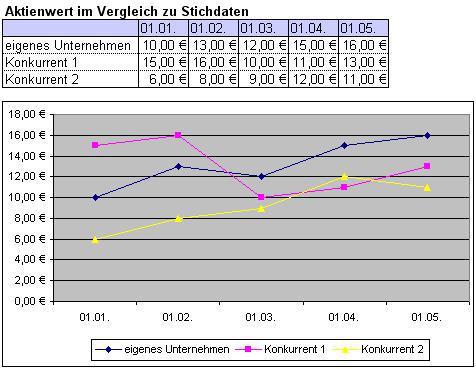 Aktienwert im Vergleich zu Stichdaten
01.01. 01.02. 01.03. 01.04. 01.05.
eigenes Unternehmen 10,00 € 13,00 € 12,00 € 15,00 € 16,00 €
Konkurrent 1 15,00 € 16,00 € 10,00 € 11,00 € 13,00 €
Konkurrent 2 6,00 € 8,00 € 9,00 € 12,00 € 11,00 €
18,00 €
16,00 €
14,00 €
12,00 €
10,00 €
8,00 €
6,00 €
4,00 €
2,00 €
0,00 €
01.01. 01.02. 01.03. 01.04. 01.05.
eigenes Unternehmen Konkurrent 1 Konkurrent 2